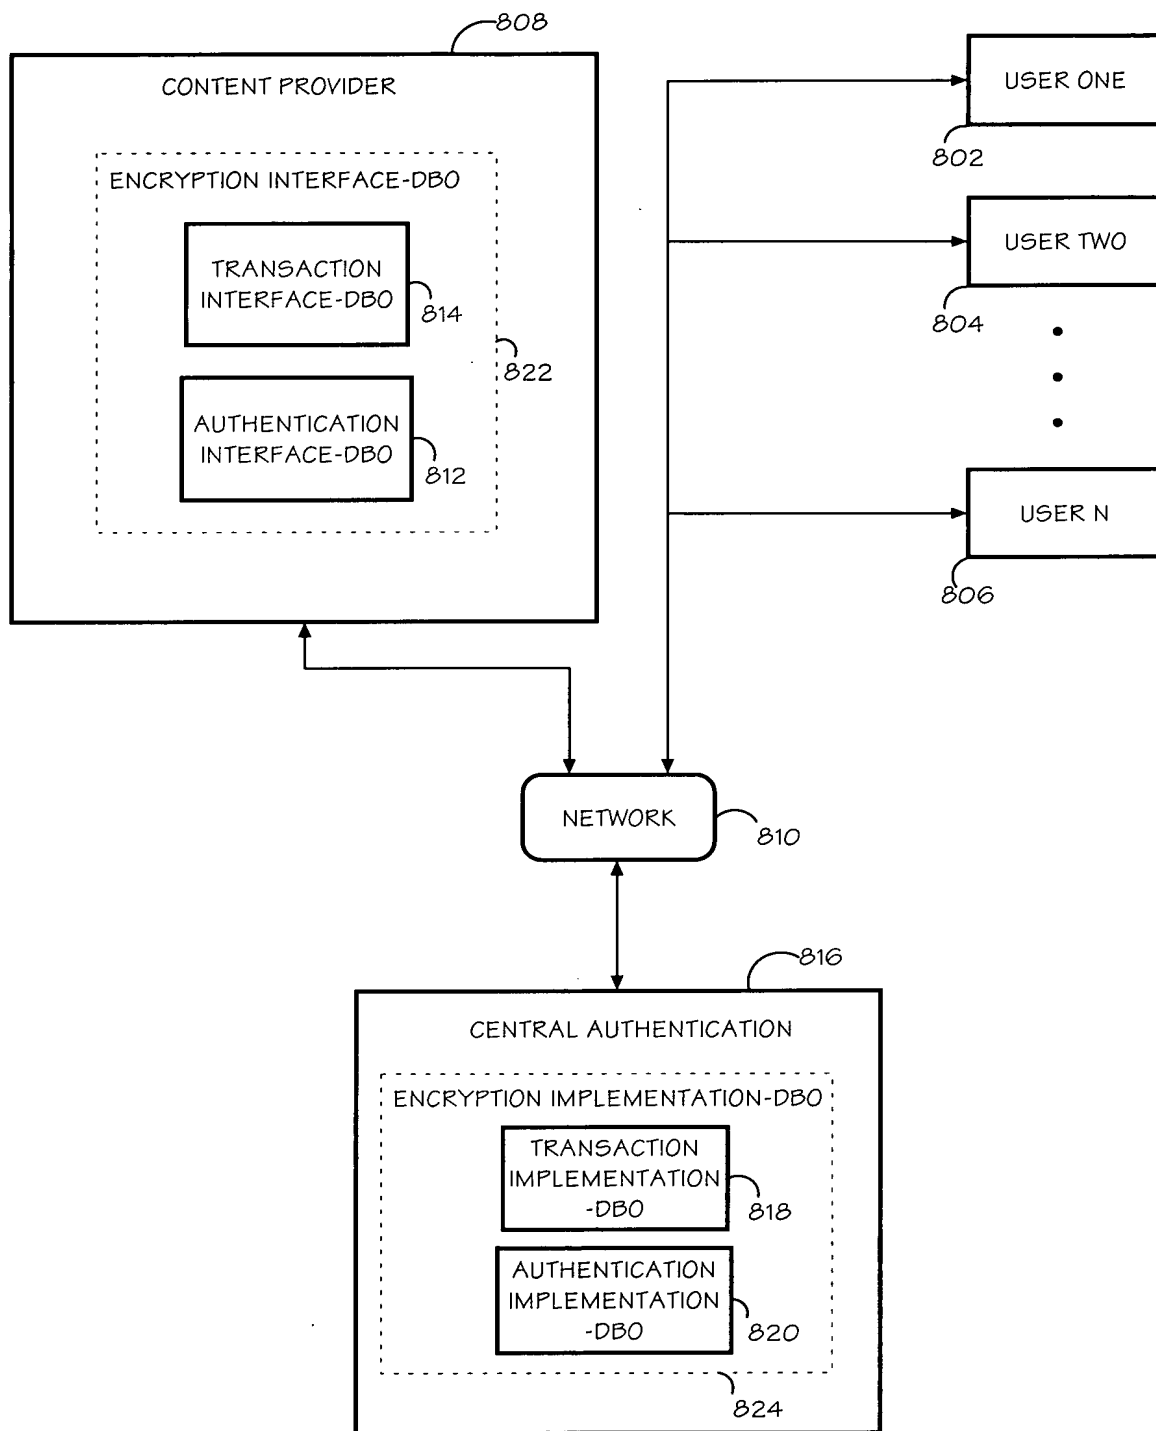 808
CONTENT PROVIDER
ENCRYPTION INTERFACE-DBO
TRANSACTION
INTERFACE-DBO
814
822
AUTHENTICATION
INTERFACE-DBO
812
USER ONE
802
USER TWO
804
USER N
806
NETWORK
810
816
CENTRAL AUTHENTICATION
ENCRYPTION IMPLEMENTATION-DBO
TRANSACTION
IMPLEMENTATION
-DBO
818
AUTHENTICATION
IMPLEMENTATION
-DBO
820
824